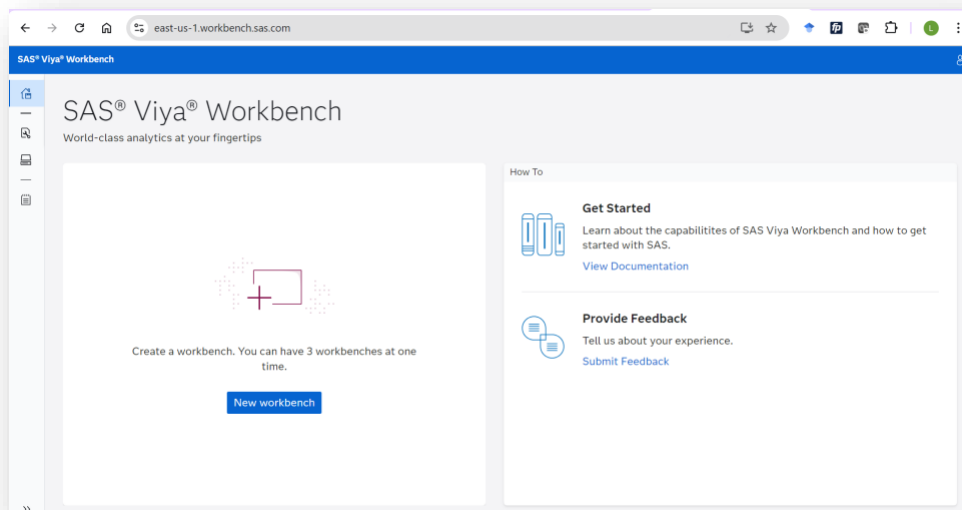 east-us-1.workbench.sas.com
L
SAS® Viya® Workbench
SAS® Viya® Workbench
World-class analytics at your fingertips
Create a workbench. You can have 3 workbenches at one
time.
New workbench
How To
Get Started
Learn about the capabilitites of SAS Viya Workbench and how to get
started with SAS.
View Documentation
Provide Feedback
Tell us about your experience.
Submit Feedback